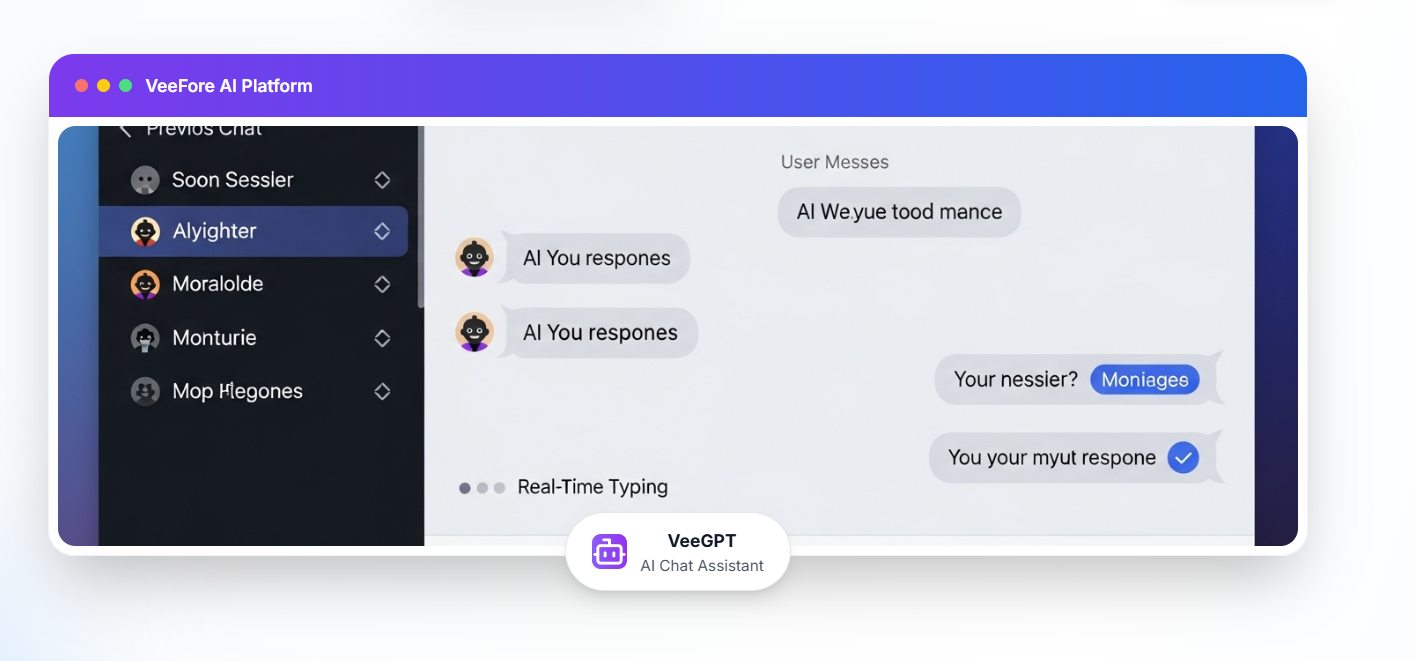 VeeFore AI Platform
Previos Chat
Soon Sessler
Alyighter
Moralolde
Monturie
Mop Hlegones
User Messes
AI We.yue tood mance
AI You respones
AI You respones
Your nessier? Moniages
You your myut respone
Real-Time Typing
VeeGPT
AI Chat Assistant